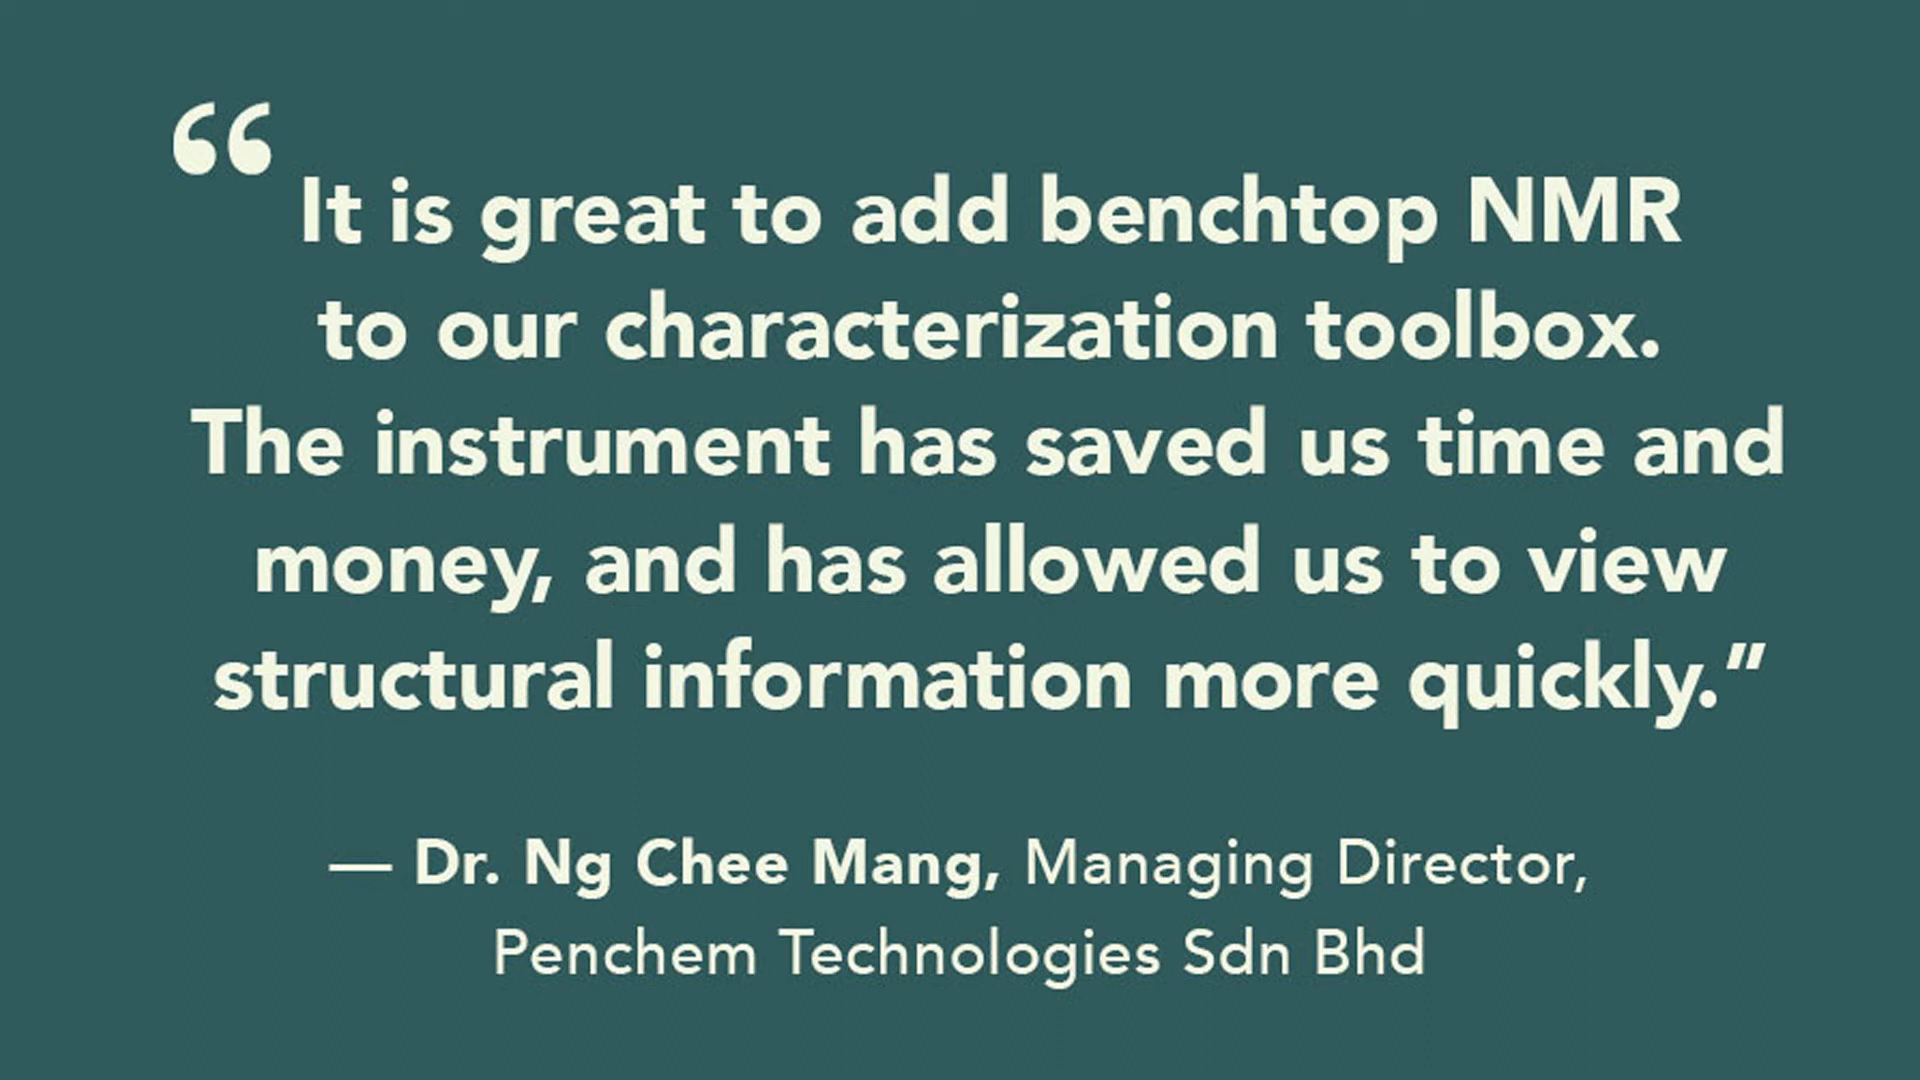 “It is great to add benchtop NMR
to our characterization toolbox.
The instrument has saved us time and
money, and has allowed us to view
structural information more quickly.”
— Dr. Ng Chee Mang, Managing Director,
Penchem Technologies Sdn Bhd